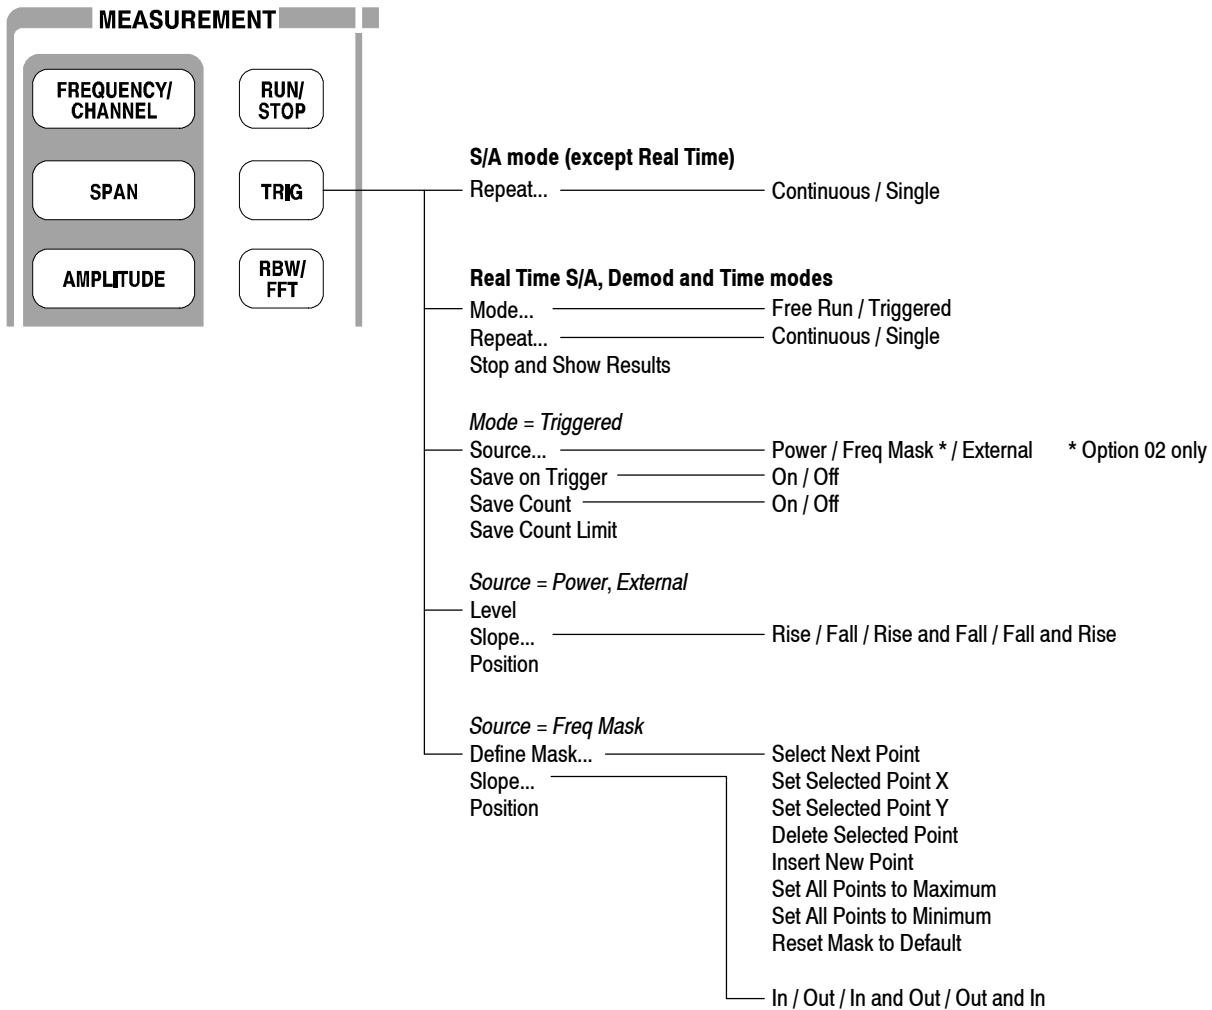 MEASUREMENT
FREQUENCY/
CHANNEL
RUN/
STOP
SPAN
TRIG
AMPLITUDE
RBW/
FFT
S/A mode (except Real Time)
Repeat... Continuous / Single
Real Time S/A, Demod and Time modes
Mode... Free Run / Triggered
Repeat... Continuous / Single
Stop and Show Results
Mode = Triggered
Source... Power / Freq Mask * / External * Option 02 only
Save on Trigger On / Off
Save Count On / Off
Save Count Limit
Source = Power, External
Level
Slope... Rise / Fall / Rise and Fall / Fall and Rise
Position
Source = Freq Mask
Define Mask... Select Next Point
Slope... Set Selected Point X
Position Set Selected Point Y
Delete Selected Point
Insert New Point
Set All Points to Maximum
Set All Points to Minimum
Reset Mask to Default
In / Out / In and Out / Out and In